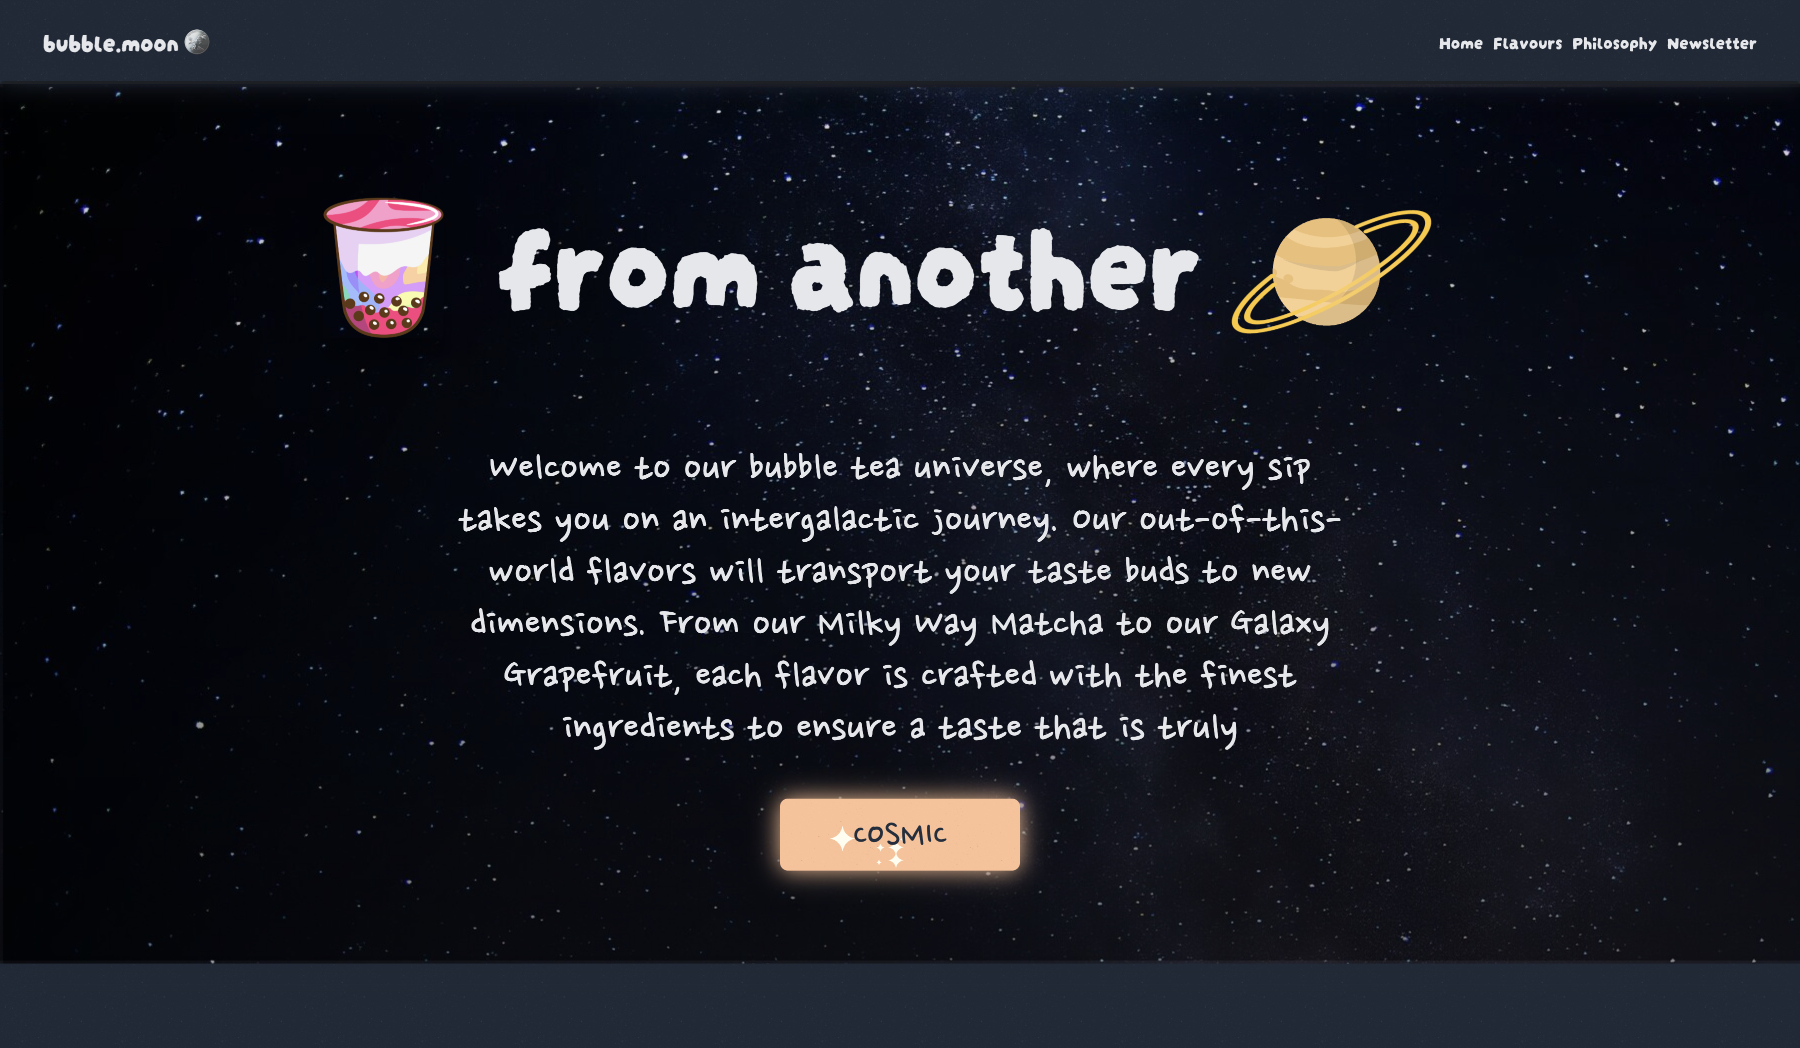 bubble.moon
Home Flavours Philosophy Newsletter
from another
Welcome to our bubble tea universe, where every sip
takes you on an intergalactic journey. Our out-of-this-
world flavors will transport your taste buds to new
dimensions. From our Milky Way Matcha to our Galaxy
Grapefruit, each flavor is crafted with the finest
ingredients to ensure a taste that is truly
COSMIC